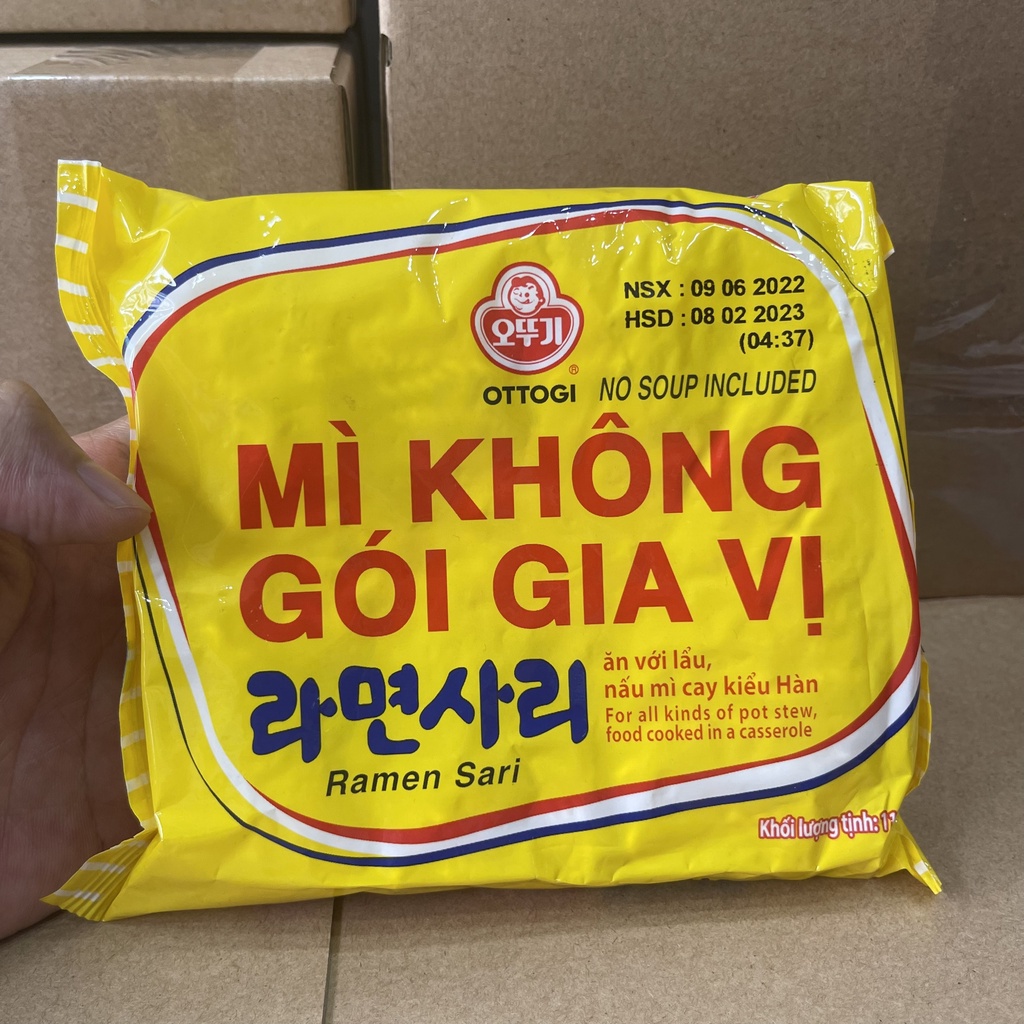 오뚜기
®
OTTOGI
NSX : 09 06 2022
HSD : 08 02 2023
(04:37)
NO SOUP INCLUDED
MÌ KHÔNG
GÓI GIA VỊ
라면사리
Ramen Sari
ăn với lẩu,
nấu mì cay kiểu Hàn
For all kinds of pot stew,
food cooked in a casserole
Khối lượng tịnh: